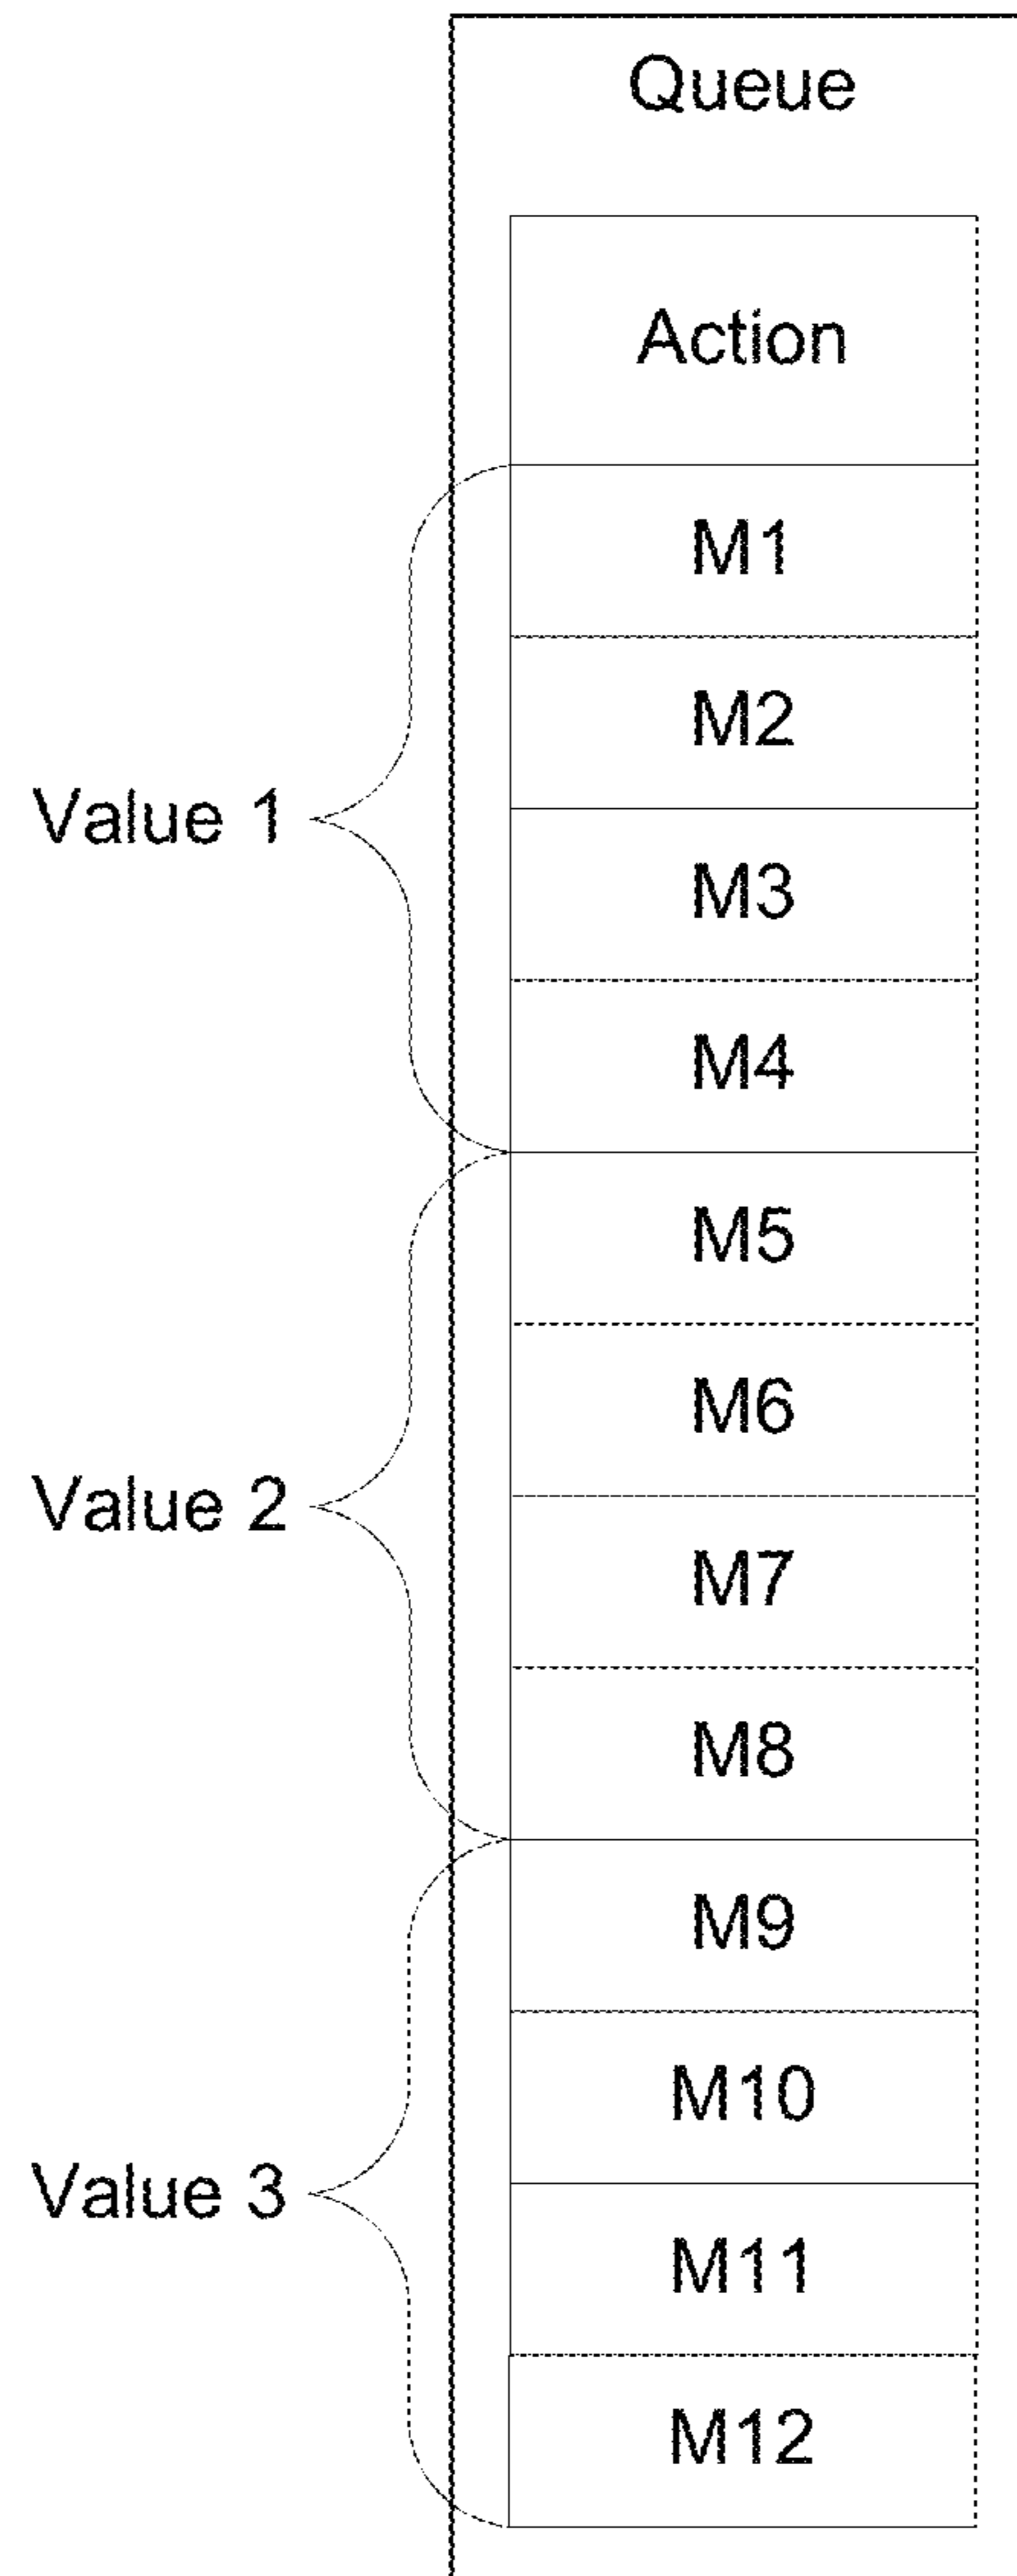 Queue
Action
M1
M2
Value 1
M3
M4
M5
M6
Value 2
M7
M8
M9
M10
Value 3
M11
M12